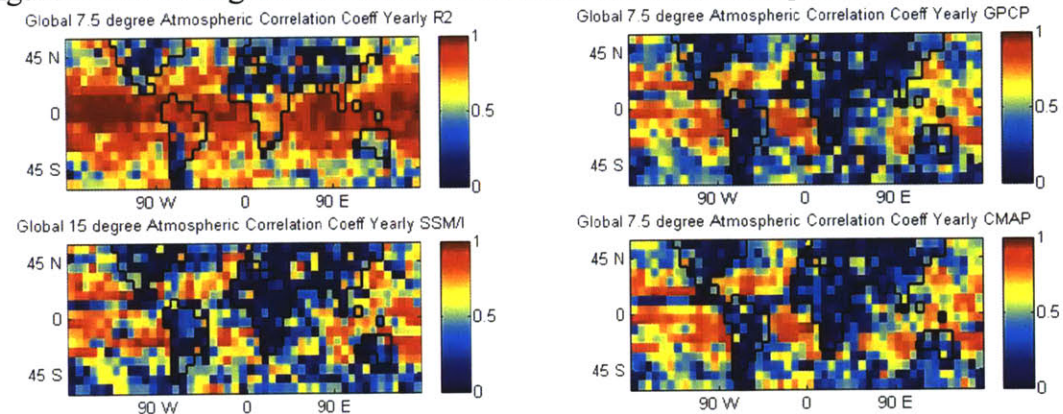 Global 7.5 degree Atmospheric Correlation Coeff Yearly R2
45 N
0
45 S
90 W 0 90 E
1
0.5
0
Global 7.5 degree Atmospheric Correlation Coeff Yearly GPCP
45 N
0
45 S
90 W 0 90 E
1
0.5
0
Global 15 degree Atmospheric Correlation Coeff Yearly SSM/I
45 N
0
45 S
90 W 0 90 E
1
0.5
0
Global 7.5 degree Atmospheric Correlation Coeff Yearly CMAP
45 N
0
45 S
90 W 0 90 E
1
0.5
0